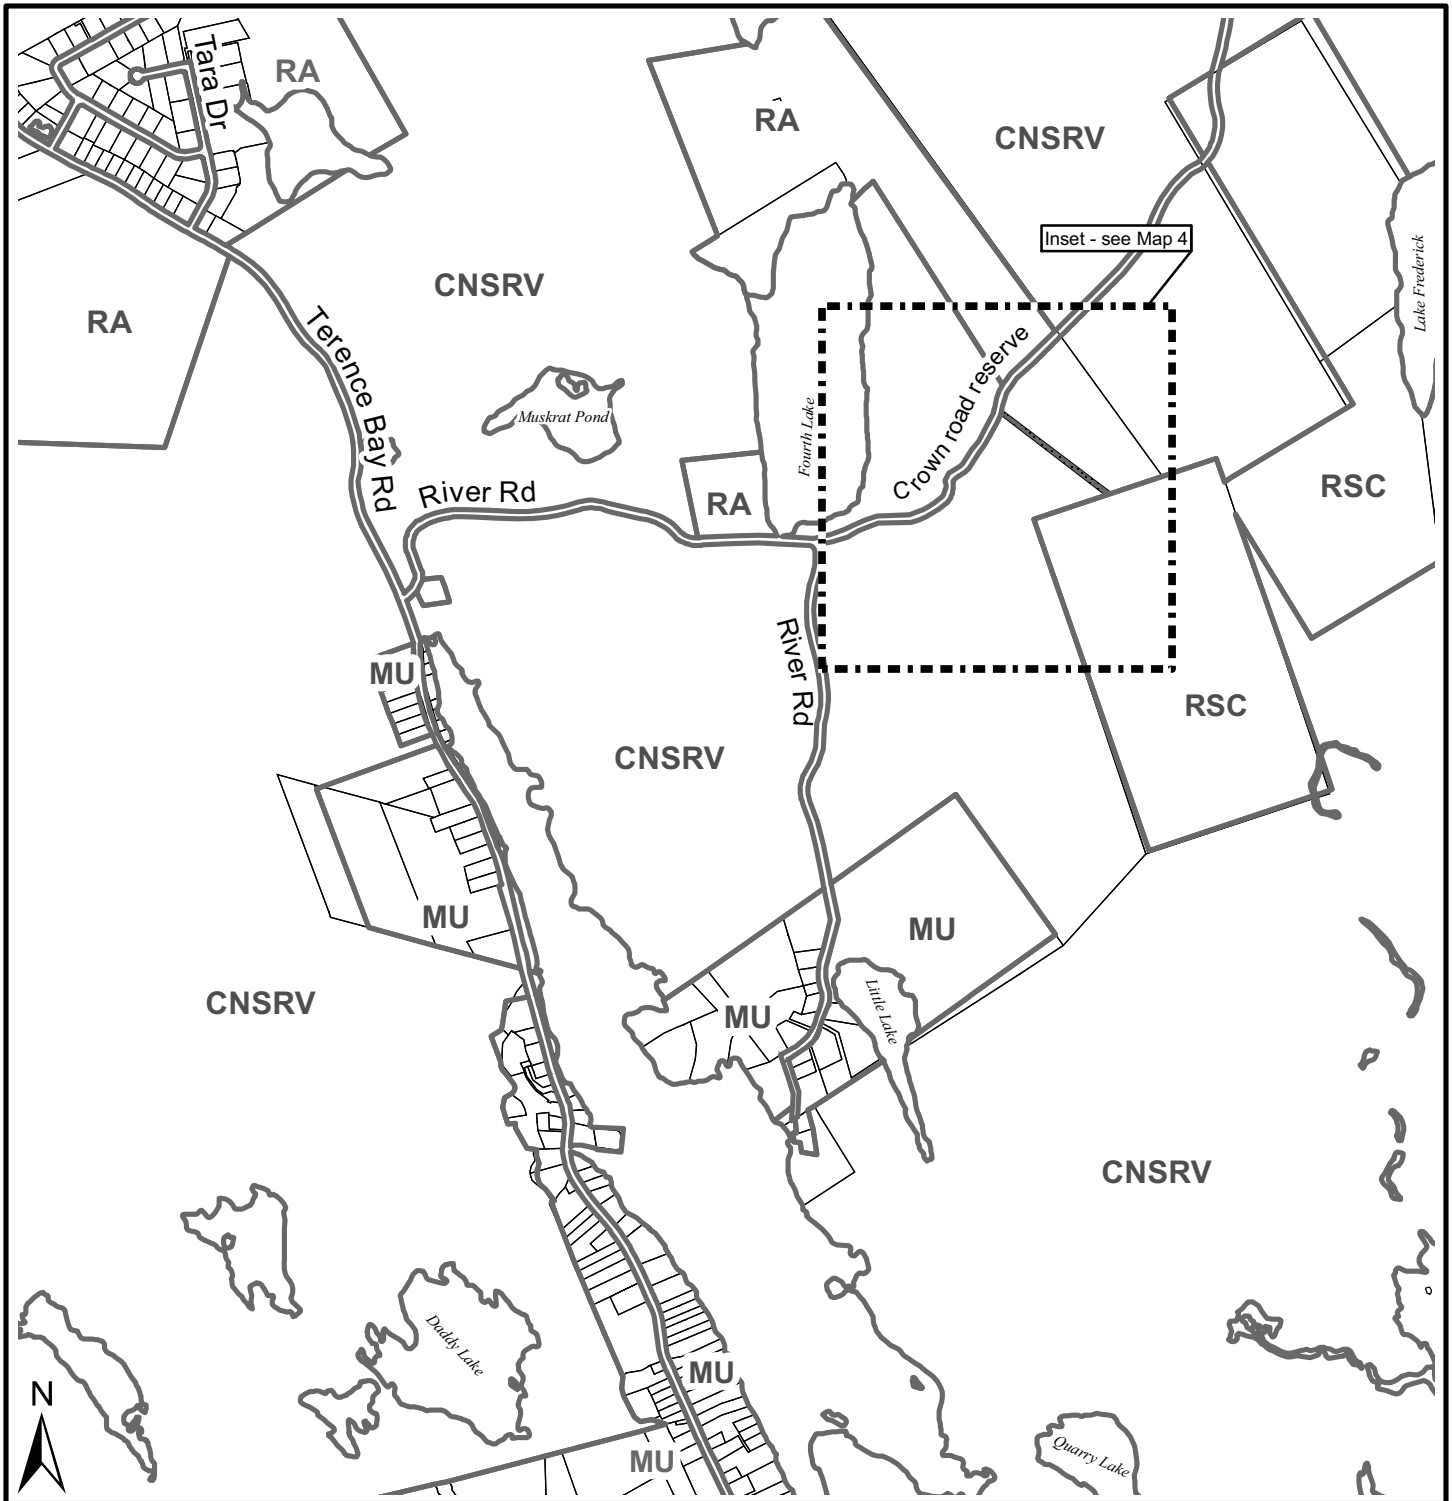 Tara Dr
RA
RA
CNSRV
Inset - see Map 4
Lake Frederick
CNSRV
RA
Terence Bay Rd
Crown road reserve
Muskrat Pond
Fourth Lake
River Rd
RA
RSC
River Rd
MU
RSC
CNSRV
MU
MU
Little Lake
CNSRV
MU
CNSRV
Daddy Lake
MU
N
MU
Quarry Lake